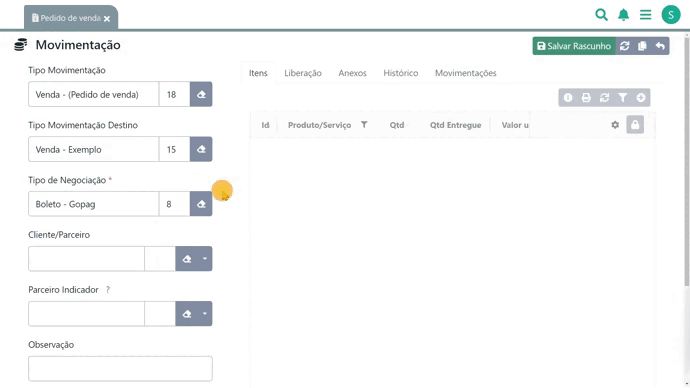 Pedido de venda
S
Movimentação
Salvar Rascunho
Tipo Movimentação
Venda - (Pedido de venda) 18
Tipo Movimentação Destino
Venda - Exemplo 15
Tipo de Negociação *
Boleto - Gopag 8
Cliente/Parceiro
Parceiro Indicador ?
Observação
Itens Liberação Anexos Histórico Movimentações
Id Produto/Serviço Qtd Qtd Entregue Valor u